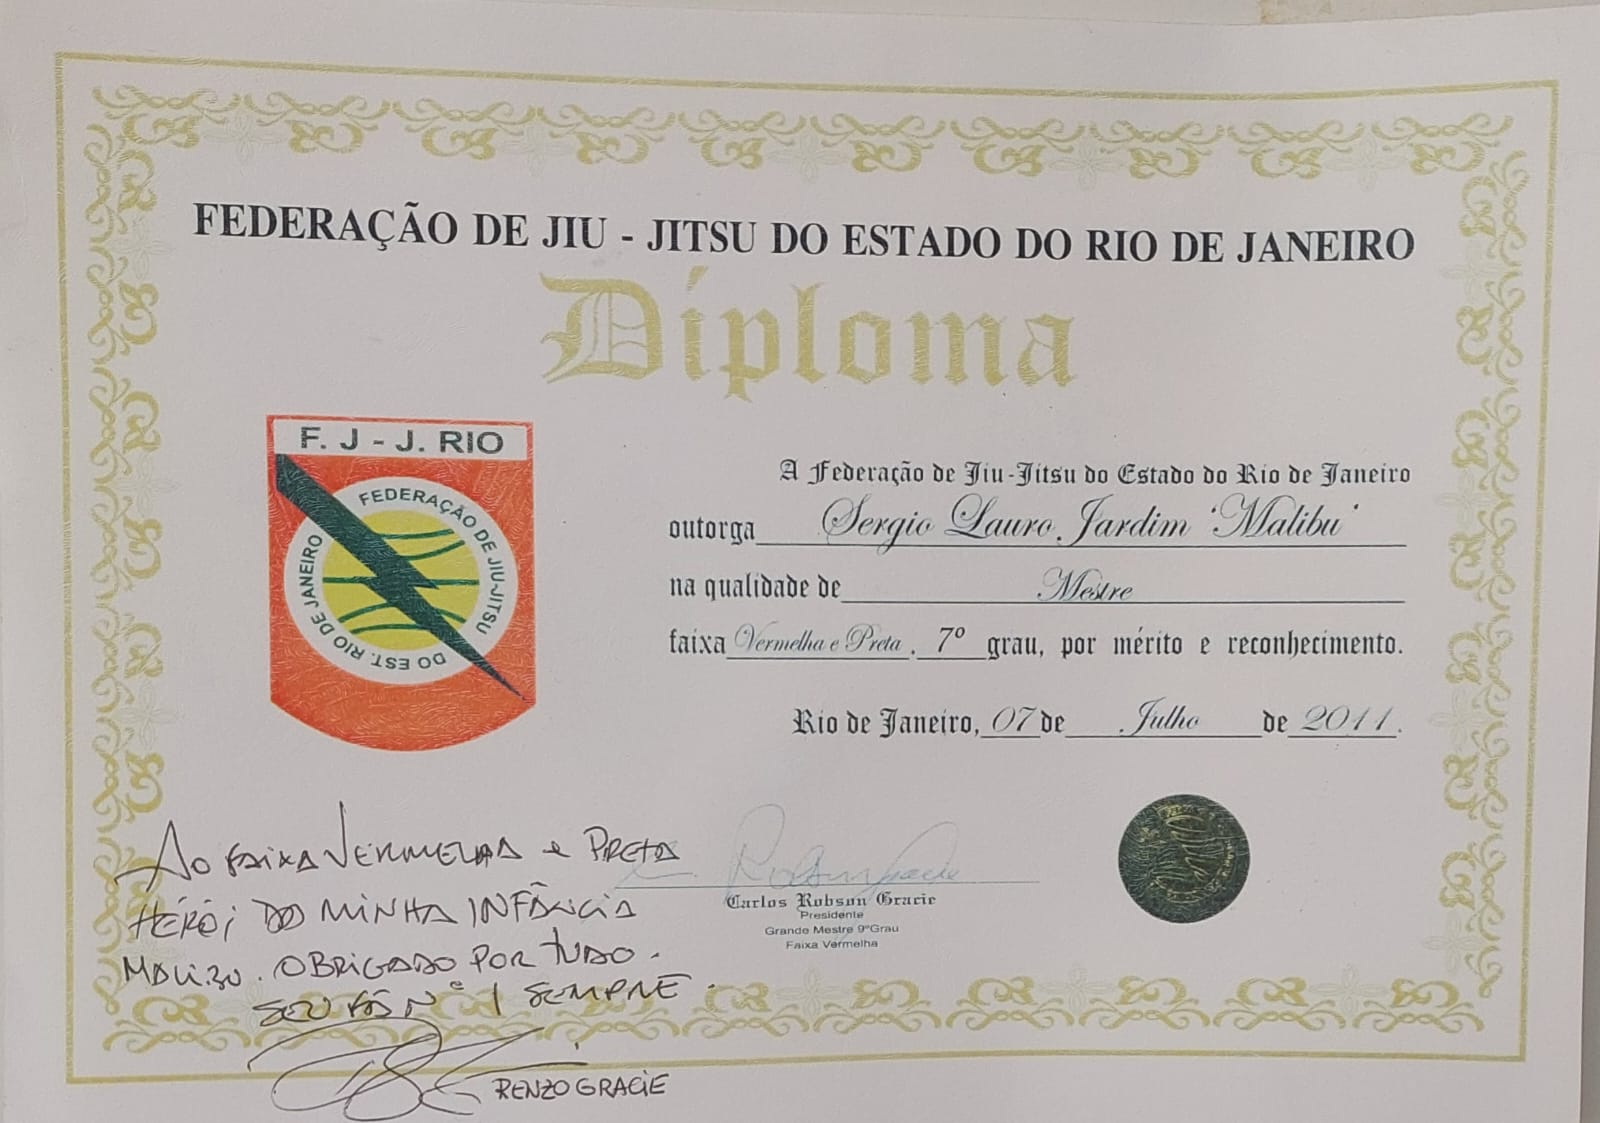 FEDERAÇÃO DE JIU - JITSU DO ESTADO DO RIO DE JANEIRO
Diploma
F. J - J. RIO
FEDERAÇÃO DE JIU-JITSU
DO EST. RIO DE JANEIRO
A Federação de Jiu-Jitsu do Estado do Rio de Janeiro
outorga Sergio Lauro Jardim 'Malibu'
na qualidade de Mestre
faixa Vermelha e Preta, 7º grau, por mérito e reconhecimento.
Rio de Janeiro, 07 de Julho de 2011.
Carlos Robson Gracie
Presidente
Grande Mestre 9ºGrau
Faixa Vermelha
AO FAIXA VERMELHA e PRETA
HÉRÓI DA MINHA INFÂNCIA
MALIBU. OBRIGADO POR TUDO.
SEU FÃ Nº 1 SEMPRE.
RENZO GRACIE